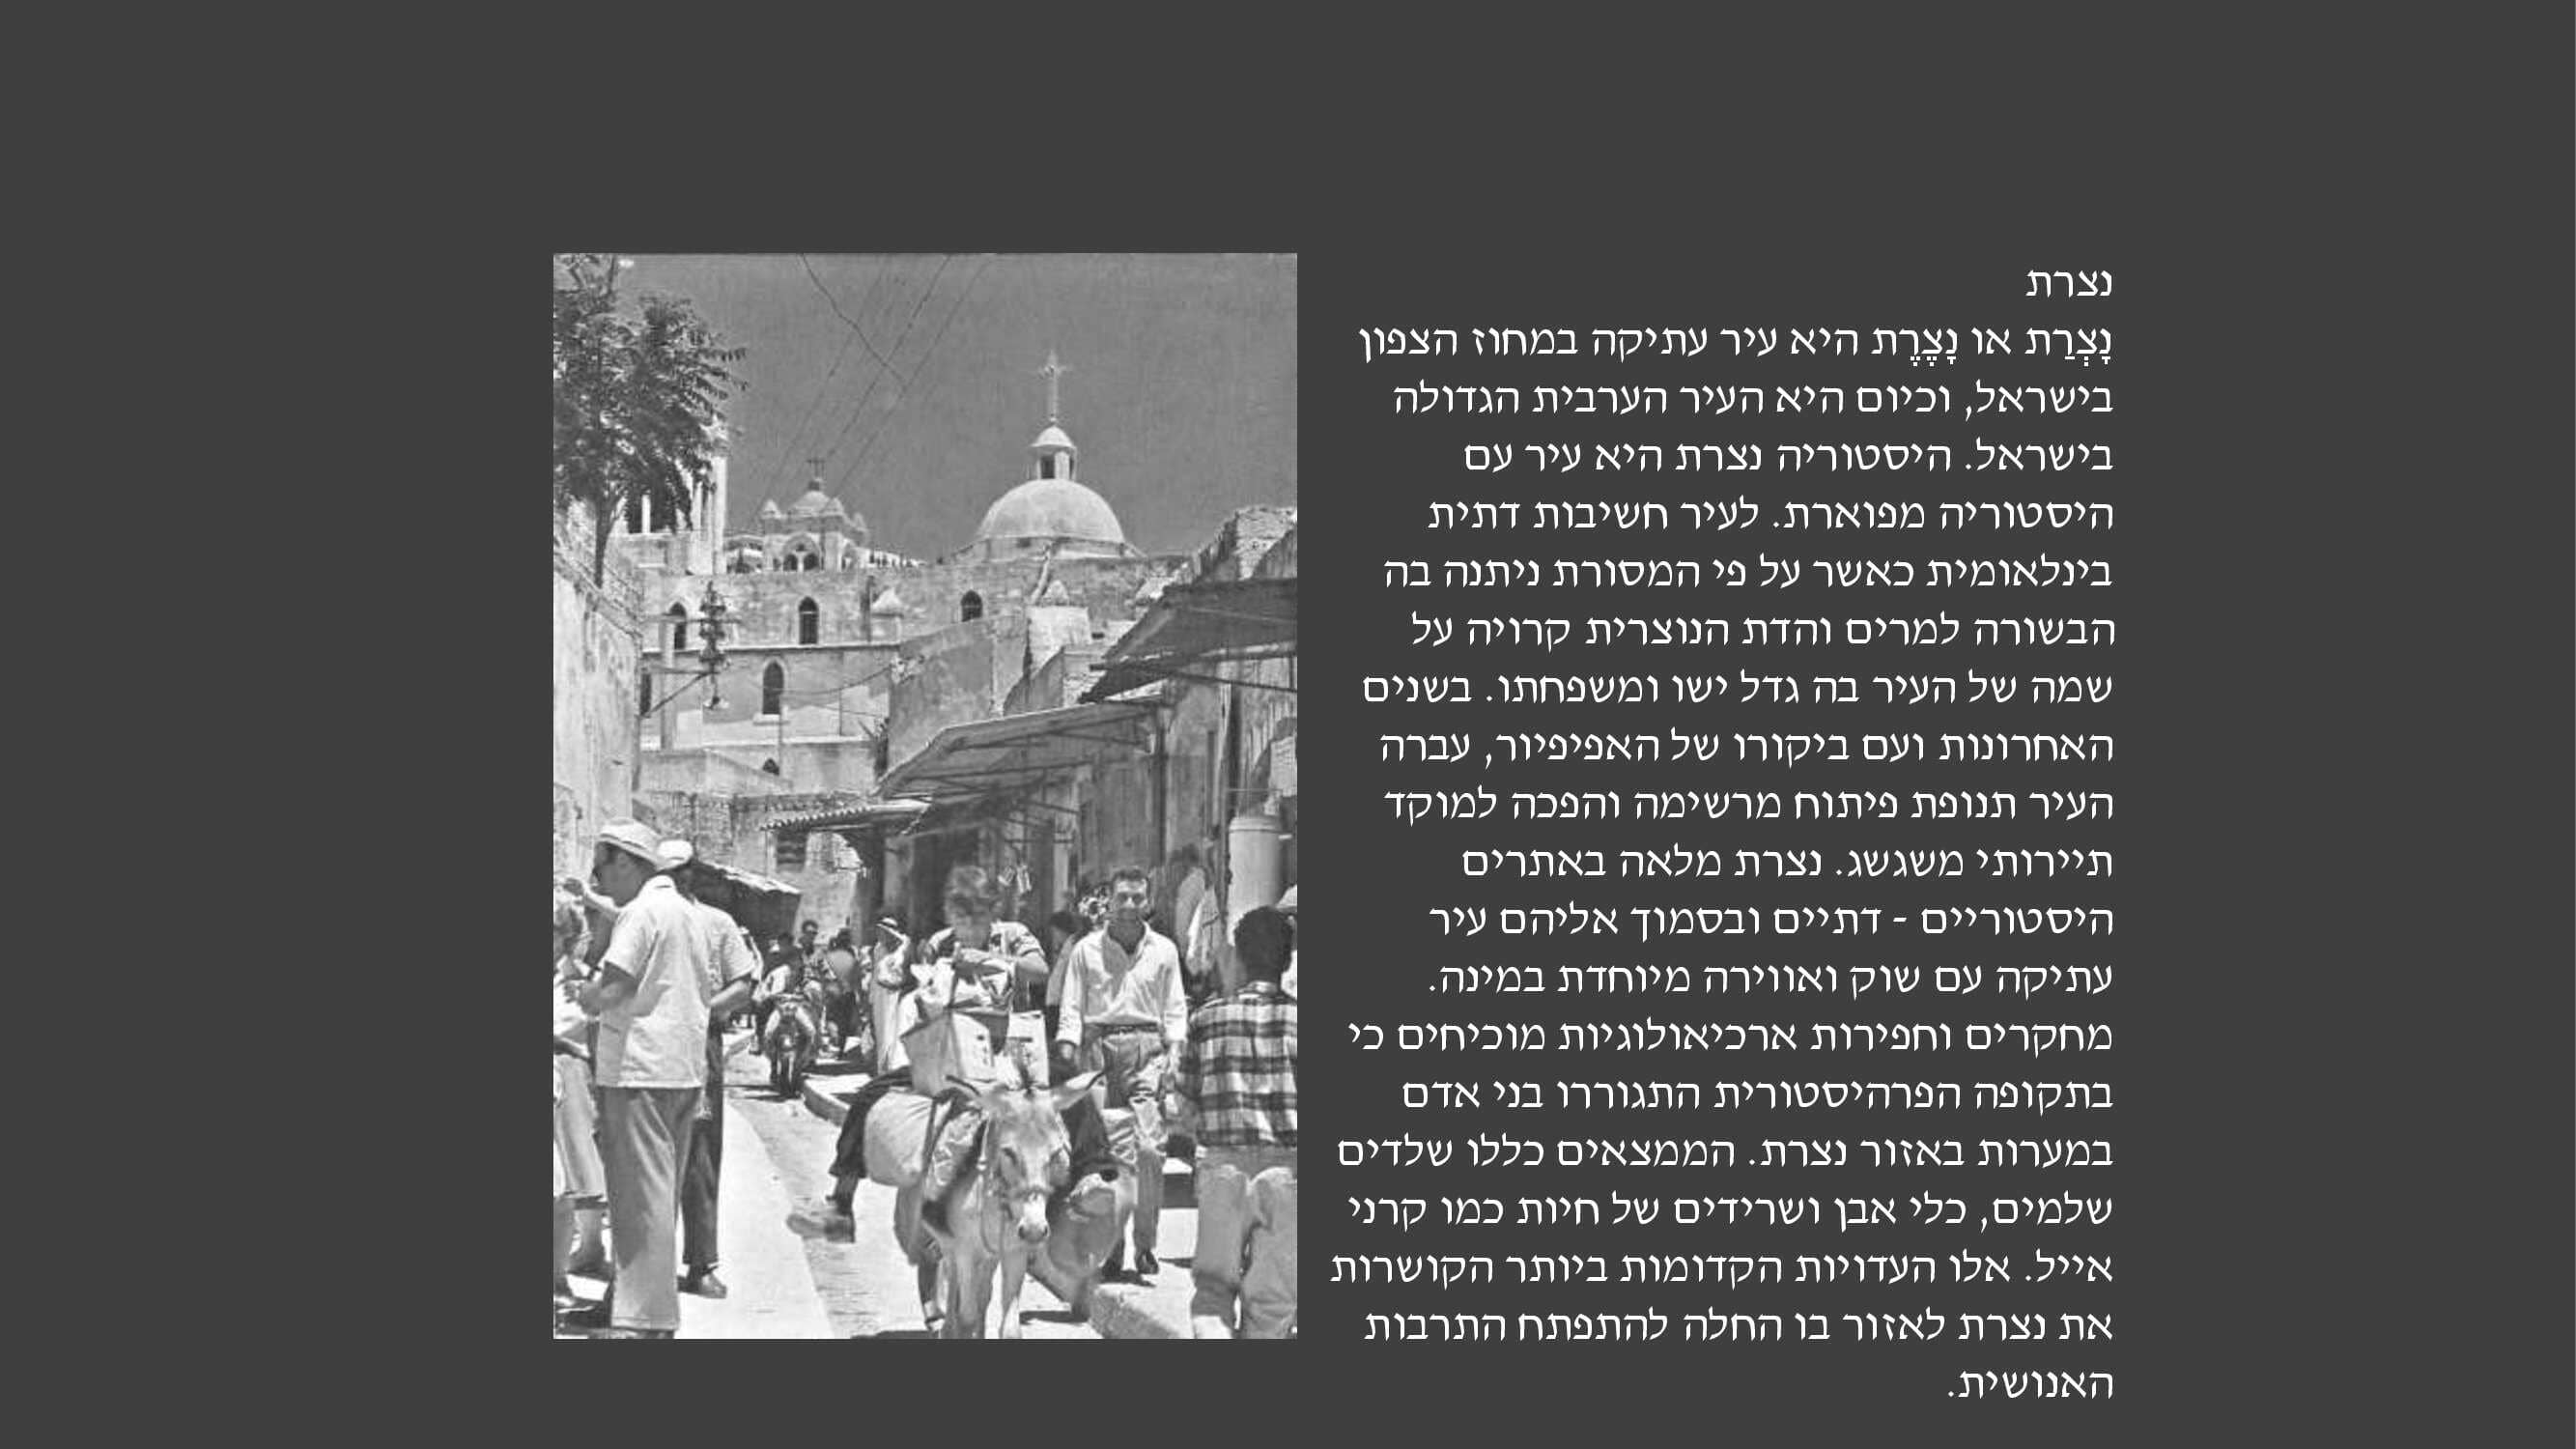 נצרת
נָצְרַת או נָצֶרֶת היא עיר עתיקה במחוז הצפון
בישראל, וכיום היא העיר הערבית הגדולה
בישראל. היסטוריה נצרת היא עיר עם
היסטוריה מפוארת. לעיר חשיבות דתית
בינלאומית כאשר על פי המסורת ניתנה בה
הבשורה למרים והדת הנוצרית קרויה על
שמה של העיר בה גדל ישו ומשפחתו. בשנים
האחרונות ועם ביקורו של האפיפיור, עברה
העיר תנופת פיתוח מרשימה והפכה למוקד
תיירותי משגשג. נצרת מלאה באתרים
היסטוריים - דתיים ובסמוך אליהם עיר
עתיקה עם שוק ואווירה מיוחדת במינה.
מחקרים וחפירות ארכיאולוגיות מוכיחים כי
בתקופה הפרהיסטורית התגוררו בני אדם
במערות באזור נצרת. הממצאים כללו שלדים
שלמים, כלי אבן ושרידים של חיות כמו קרני
אייל. אלו העדויות הקדומות ביותר הקושרות
את נצרת לאזור בו החלה להתפתח התרבות
האנושית.